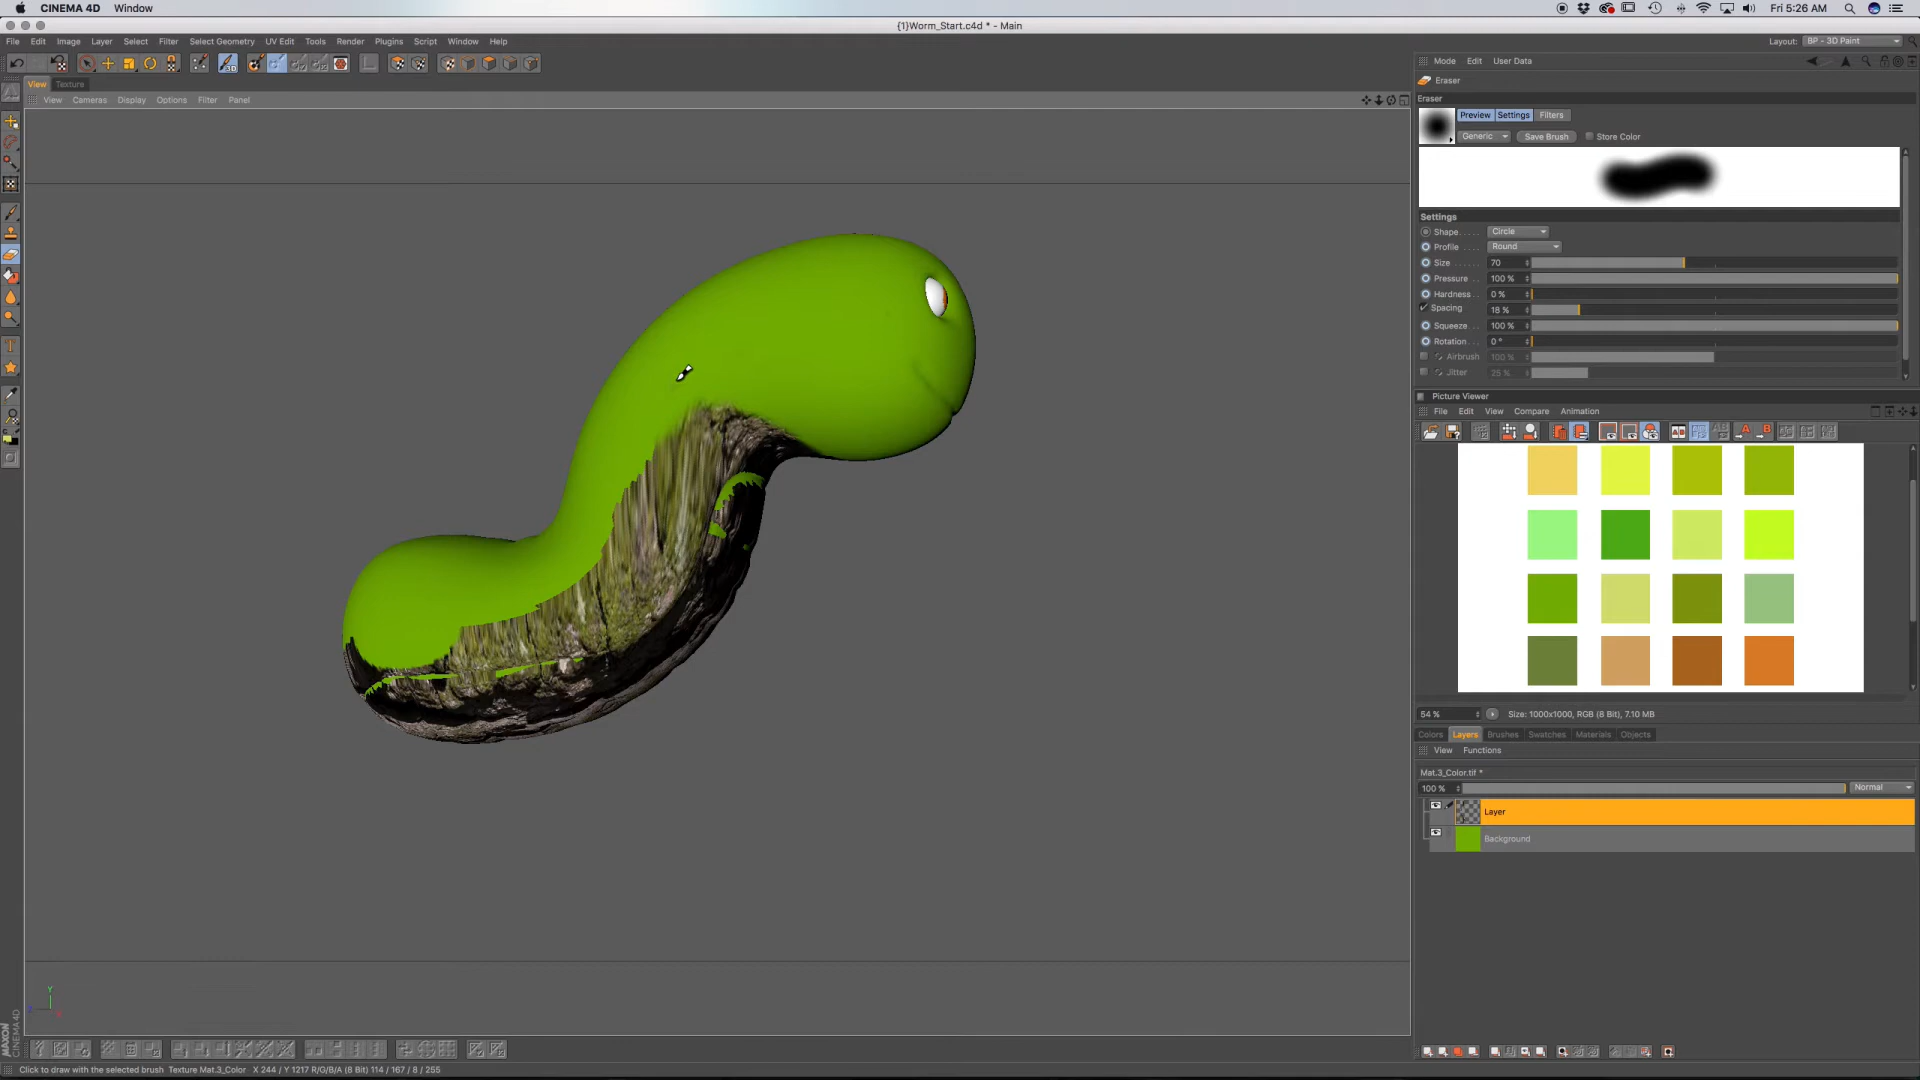 CINEMA 4D Window Fri 5:26 AM
{1}Worm_Start.c4d * - Main
File Edit Image Layer Select Filter Select Geometry UV Edit Tools Render Plugins Script Window Help Layout: BP - 3D Paint
View Texture
View Cameras Display Options Filter Panel
Mode Edit User Data
Eraser
Eraser
Preview Settings Filters
Generic Save Brush Store Color
Settings
Shape . . . . . Circle
Profile . . . . Round
Size . . . . . . 70
Pressure . . 100 %
Hardness . . 0 %
Spacing 18 %
Squeeze . . . 100 %
Rotation . . . 0 °
Airbrush 100 %
Jitter . . . 25 %
Picture Viewer
File Edit View Compare Animation
54 % Size: 1000x1000, RGB (8 Bit), 7.10 MB
Colors Layers Brushes Swatches Materials Objects
View Functions
Mat.3_Color.tif *
100 % Normal
Layer
Background
Y
MAXON
CINEMA 4D
Click to draw with the selected brush Texture Mat.3_Color X 244 / Y 1217 R/G/B/A (8 Bit) 114 / 167 / 8 / 255